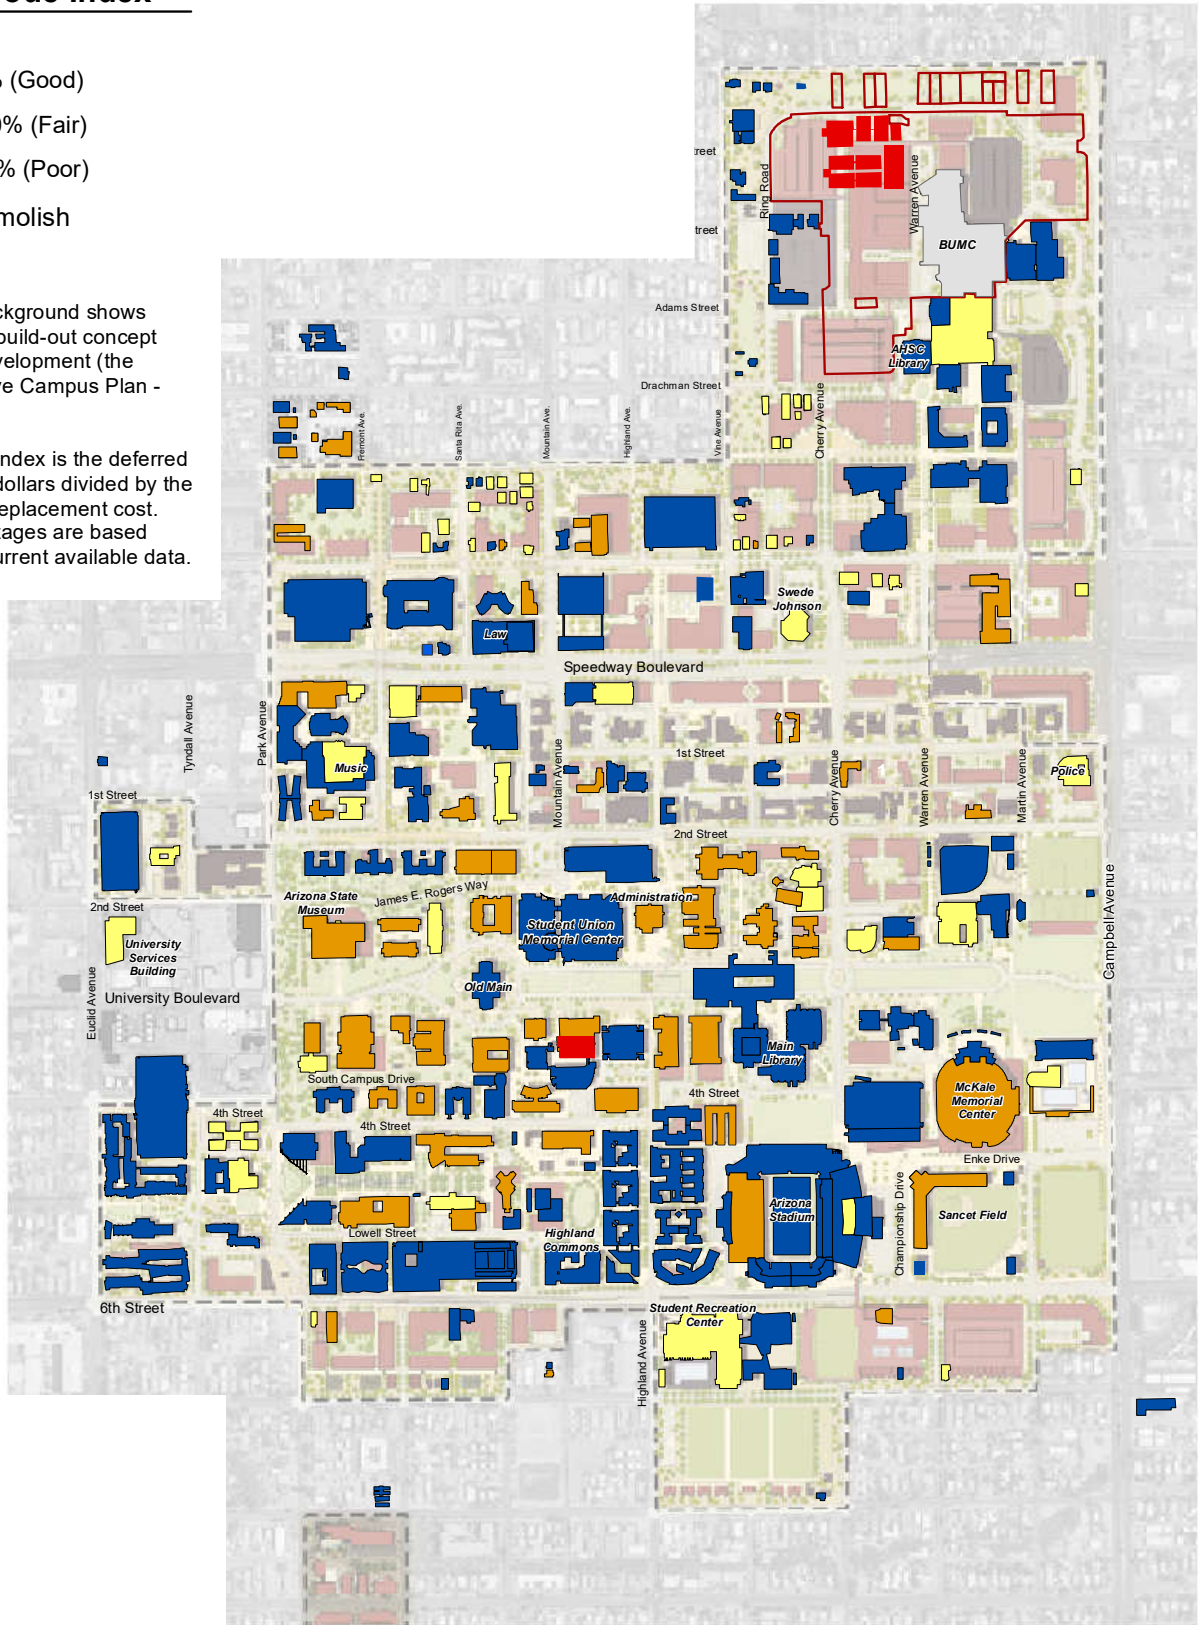 (Good)
(Fair)
% (Poor)
molish
ckground shows
build-out concept
velopment (the
ve Campus Plan -
ndex is the deferred
dollars divided by the
eplacement cost.
tages are based
urrent available data.
treet
Ring Road
Warren Avenue
treet
BUMC
Adams Street
AHSC
Library
Drachman Street
Fremont Ave.
Santa Rita Ave.
Mountain Ave.
Highland Ave.
Vine Avenue
Cherry Avenue
Swede
Johnson
Law
Speedway Boulevard
Tyndall Avenue
Park Avenue
Mountain Avenue
1st Street
Music
Cherry Avenue
Warren Avenue
Martin Avenue
Police
1st Street
2nd Street
Campbell Avenue
Arizona State
Museum
James E. Rogers Way
Administration
2nd Street
Student Union
Memorial Center
University
Services
Building
Old Main
Euclid Avenue
University Boulevard
Main
Library
South Campus Drive
4th Street
McKale
Memorial
Center
4th Street
4th Street
Enke Drive
Championship Drive
Arizona
Stadium
Sancet Field
Lowell Street
Highland
Commons
6th Street
Student Recreation
Center
Highland Avenue